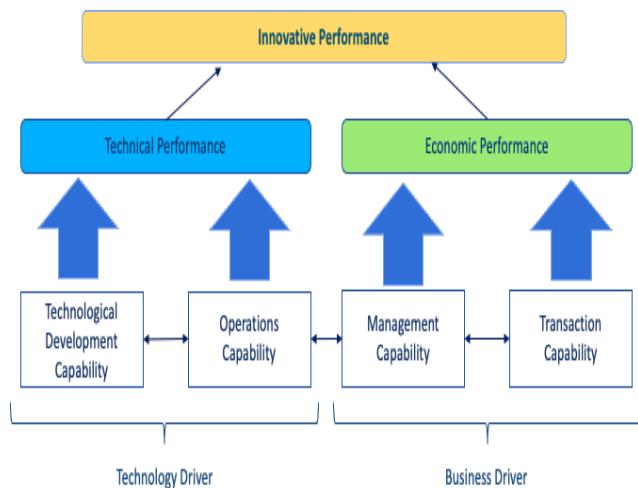 Innovative Performance
Technical Performance
Economic Performance
Technological
Development
Capability
Operations
Capability
Management
Capability
Transaction
Capability
Technology Driver
Business Driver